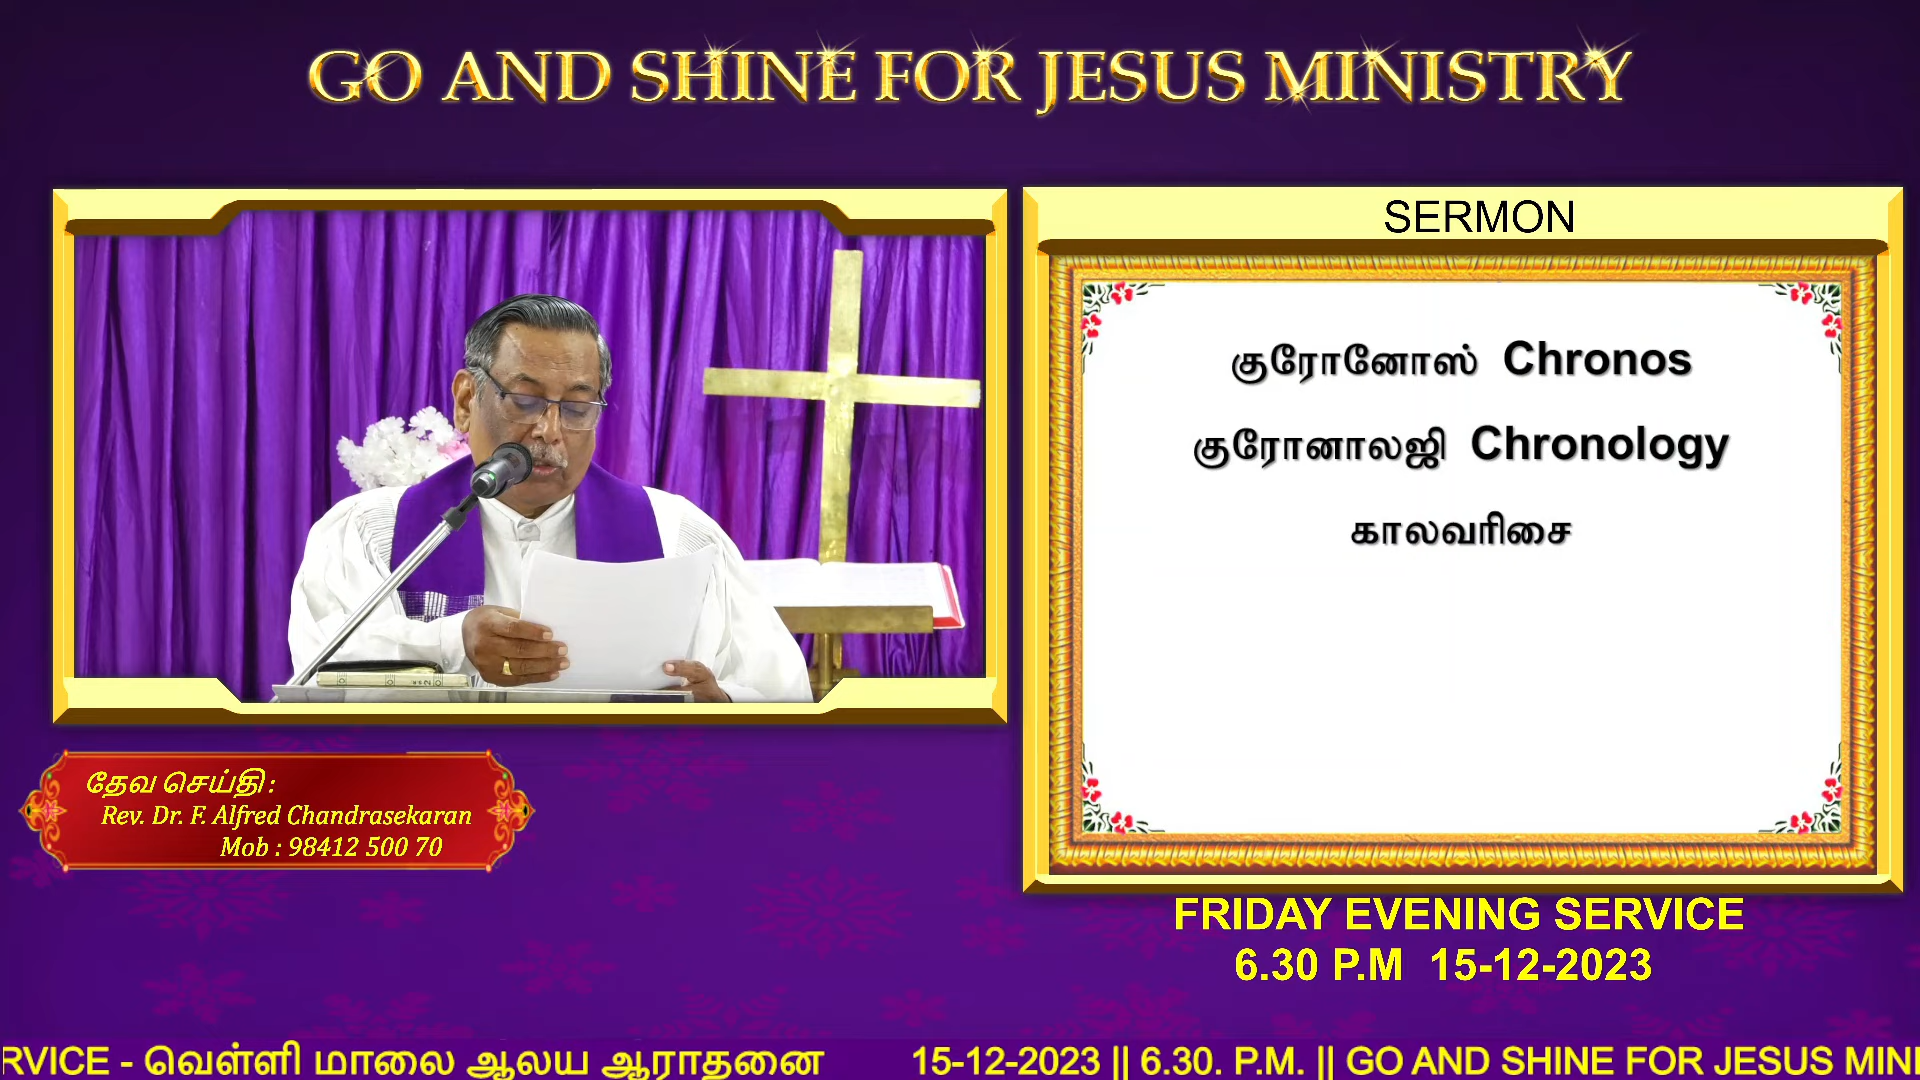 GO AND SHINE FOR JESUS MINISTRY
SERMON
குரோனோஸ் Chronos
குரோனாலஜி Chronology
காலவரிசை
தேவ செய்தி :
Rev. Dr. F. Alfred Chandrasekaran
Mob : 98412 500 70
FRIDAY EVENING SERVICE
6.30 P.M 15-12-2023
RVICE - வெள்ளி மாலை ஆலய ஆராதனை 15-12-2023 || 6.30. P.M. || GO AND SHINE FOR JESUS MINI